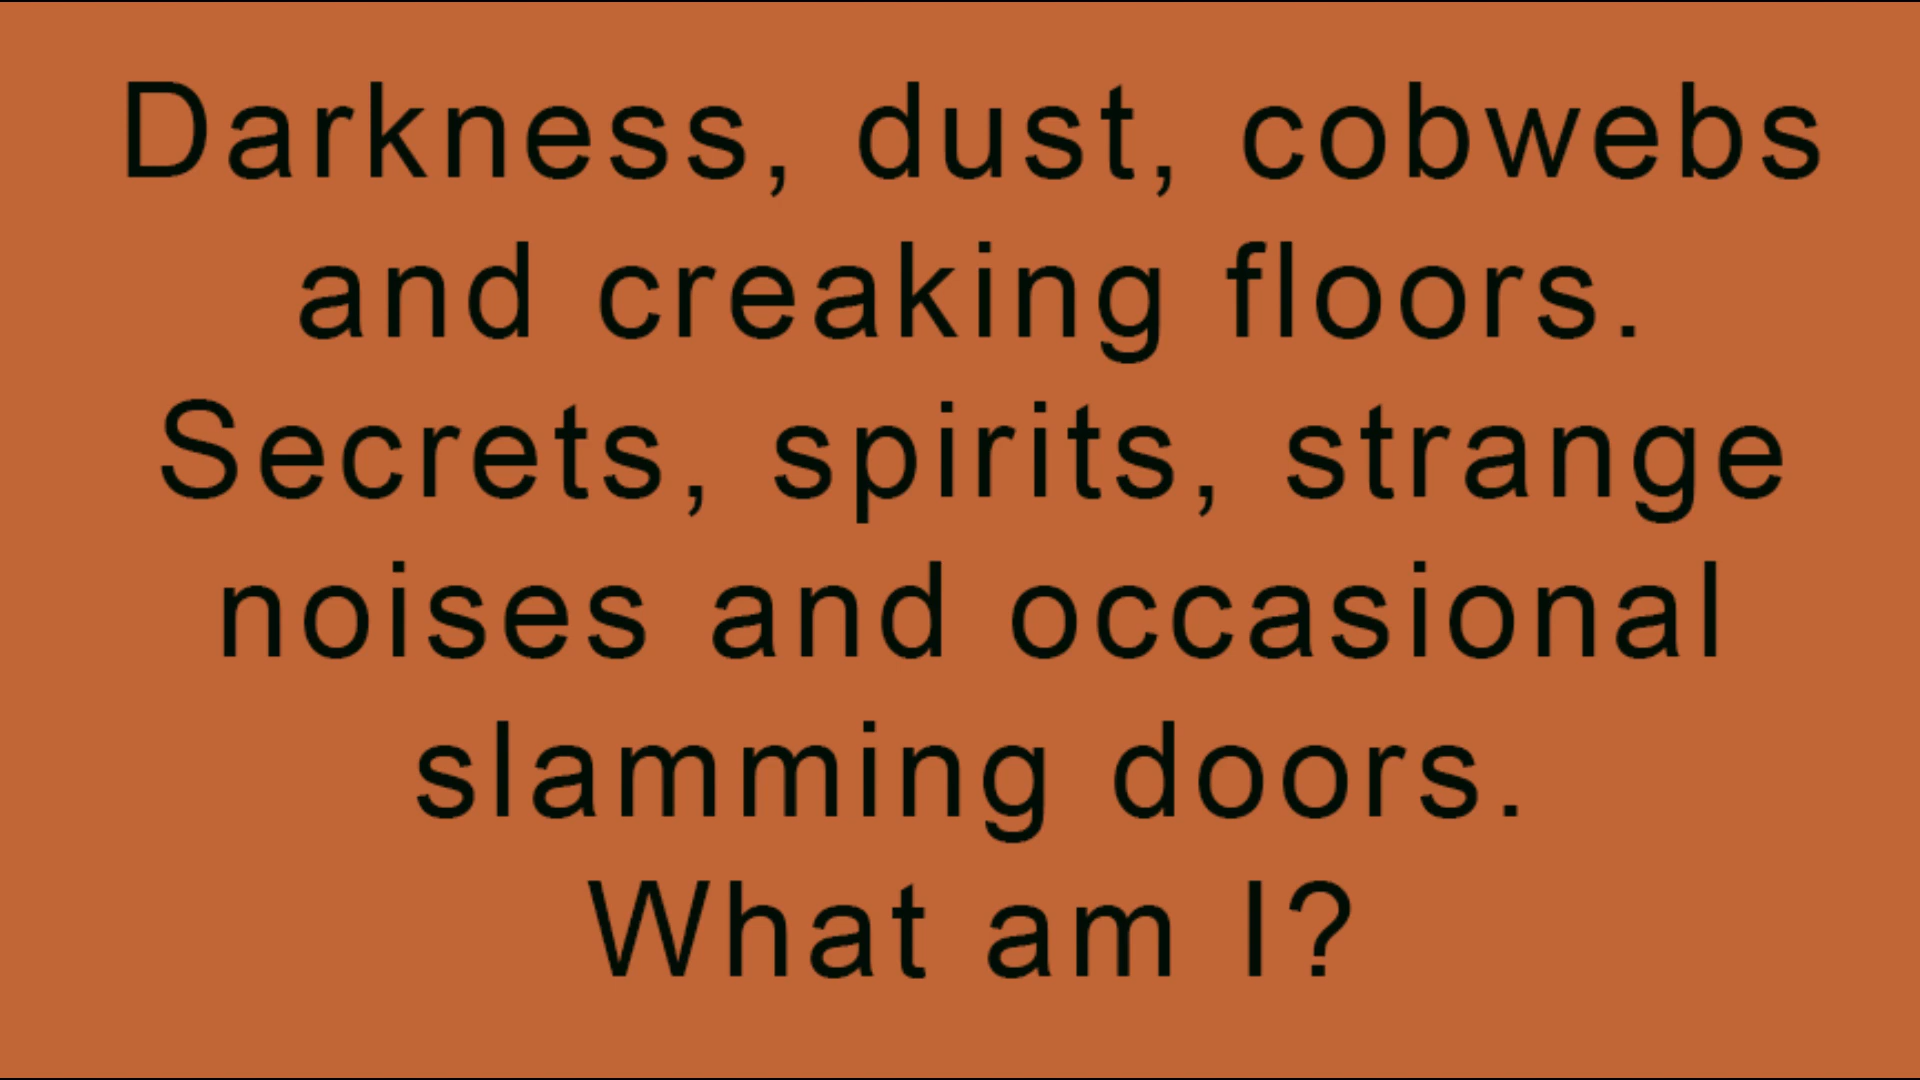 Darkness, dust, cobwebs
and creaking floors.
Secrets, spirits, strange
noises and occasional
slamming doors.
What am I?